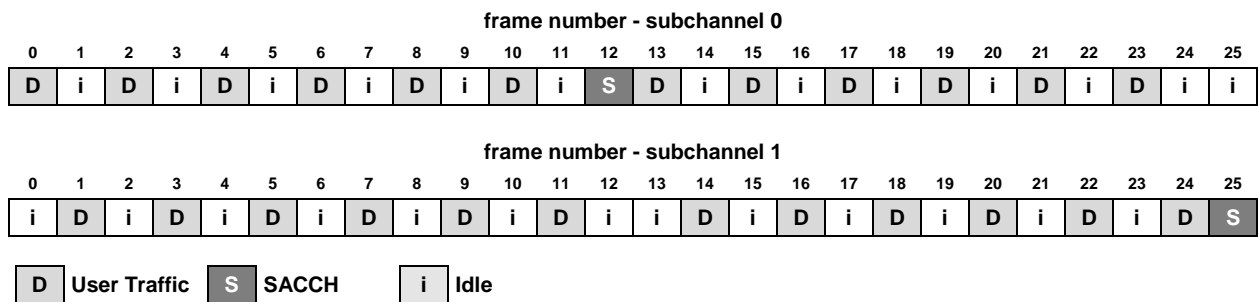 frame number - subchannel 0
0 1 2 3 4 5 6 7 8 9 10 11 12 13 14 15 16 17 18 19 20 21 22 23 24 25
D i D i D i D i D i D i S D i D i D i D i D i D i i
frame number - subchannel 1
0 1 2 3 4 5 6 7 8 9 10 11 12 13 14 15 16 17 18 19 20 21 22 23 24 25
i D i D i D i D i D i D i i D i D i D i D i D i D S
D User Traffic S SACCH i Idle